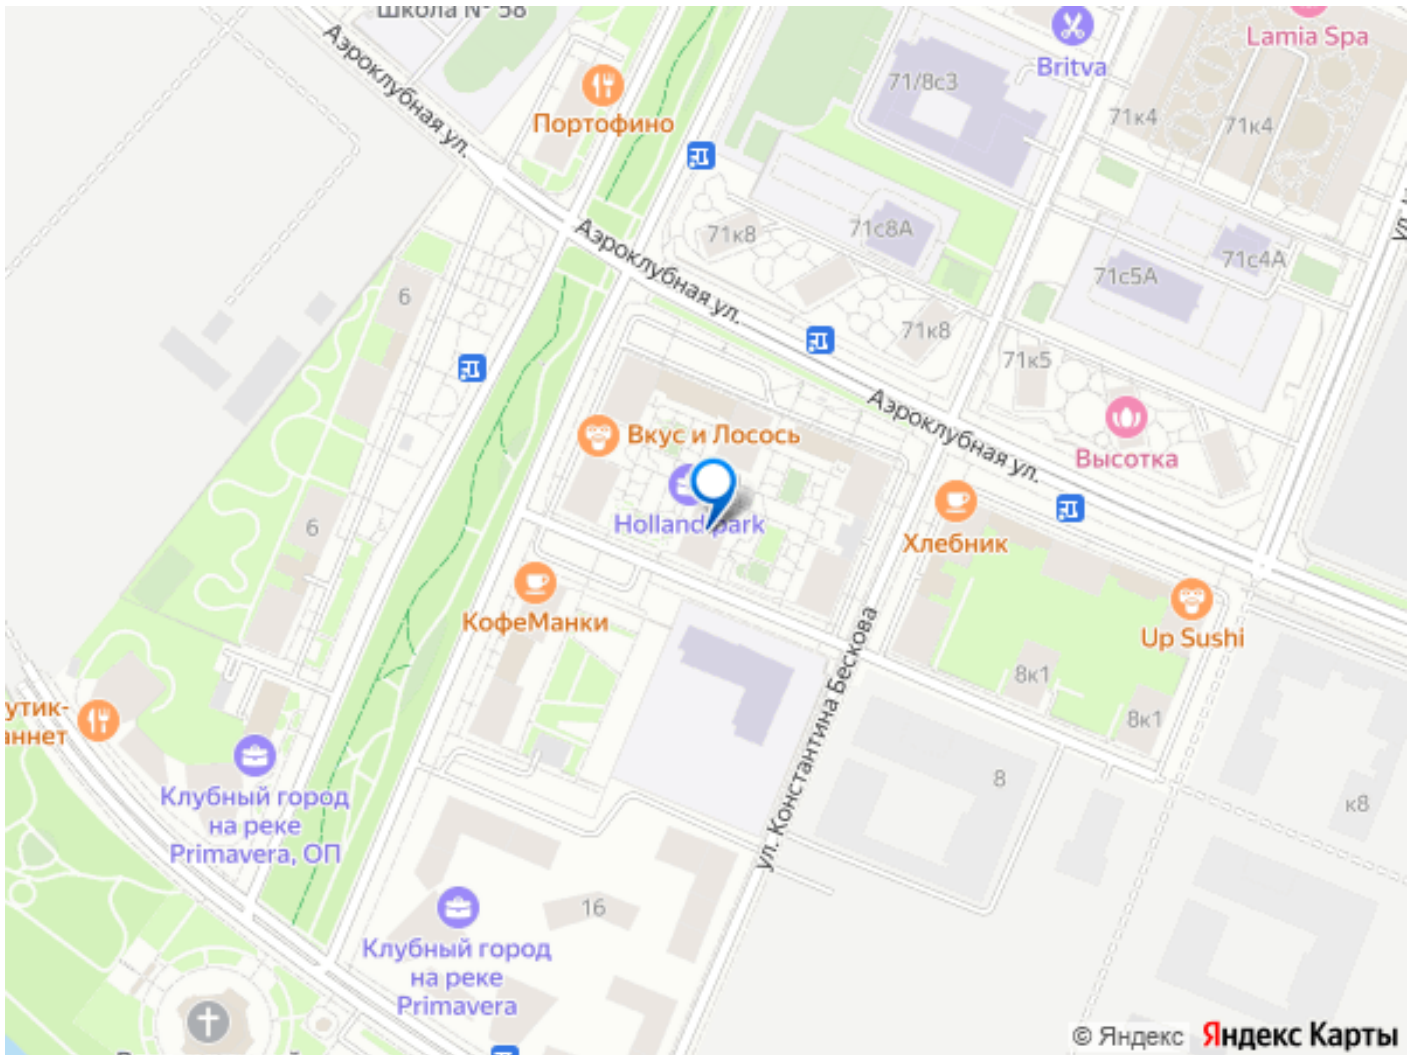 Школа № 58
Lamia Spa
Britva
71/8с3
71к4
71к4
Аэроклубная ул.
Портофино
71к8
71с8А
71с4А
71с5А
Аэроклубная ул.
6
71к8
71к5
Аэроклубная ул.
Вкус и Лосось
Высотка
Holland park
6
Хлебник
КофеМанки
Up Sushi
ул. Константина Бескова
8к1
8к1
8
к8
Клубный город
на реке
Primavera, ОП
16
Клубный город
на реке
Primavera
© Яндекс Яндекс Карты